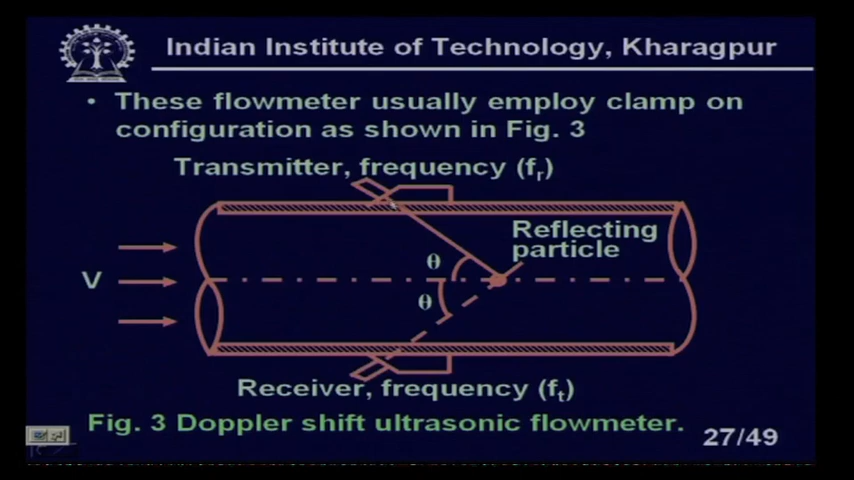 Indian Institute of Technology, Kharagpur
• These flowmeter usually employ clamp on
configuration as shown in Fig. 3
Transmitter, frequency (fr)
Reflecting
particle
θ
V
θ
Receiver, frequency (ft)
Fig. 3 Doppler shift ultrasonic flowmeter.
27/49